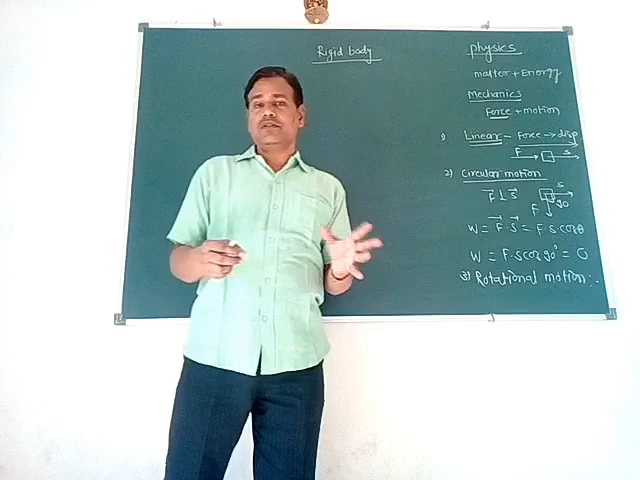 Rigid body
physics
matter + Energy
Mechanics
Force + motion
1) Linear - Force → disp
F s
2) Circular motion
F⃗ ⊥ S⃗
s
F 90
W = F⃗ · S⃗ = F · s · cosθ
W = F · s cos 90° = 0
3) Rotational motion :-